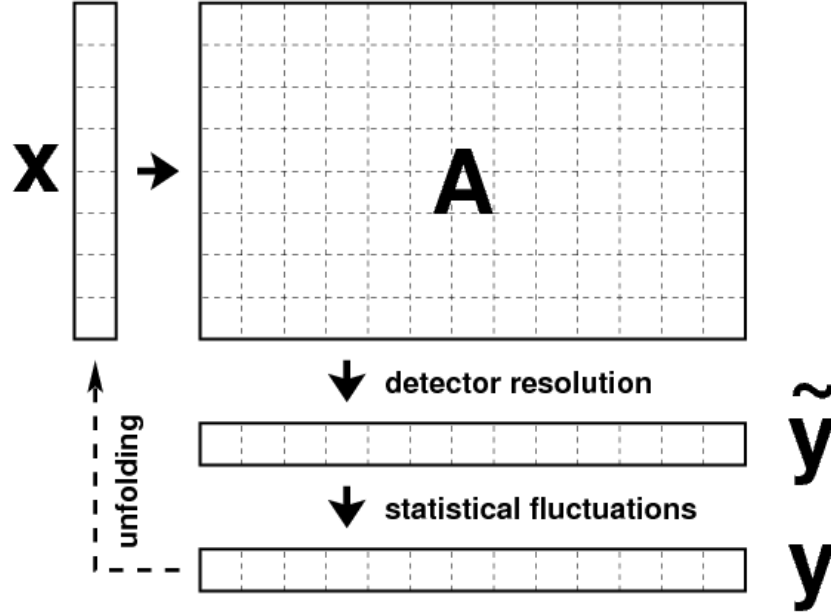 x
A
detector resolution
ỹ
unfolding
statistical fluctuations
y